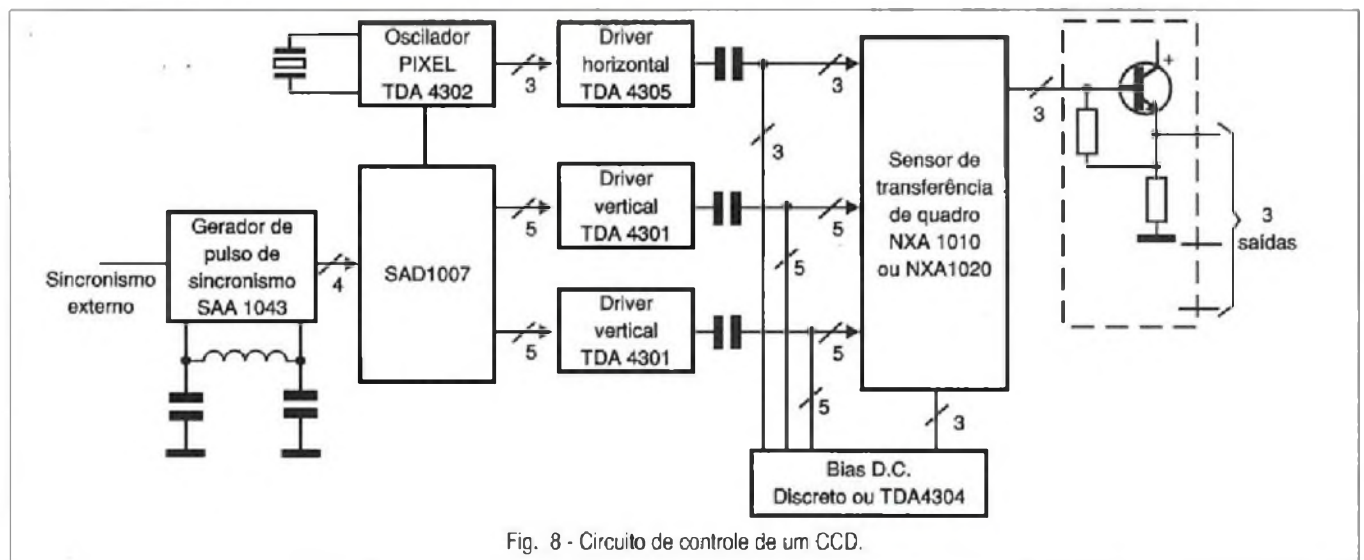 Oscilador
PIXEL
TDA 4302
3
Driver
horizontal
TDA 4305
3
3
3
+
Sensor de
transferência
de quadro
NXA 1010
ou NXA1020
3
saídas
Sincronismo
externo
Gerador de
pulso de
sincronismo
SAA 1043
4
SAD1007
5
Driver
vertical
TDA 4301
5
5
5
Driver
vertical
TDA 4301
5
5
3
Bias D.C.
Discreto ou TDA4304
Fig. 8 - Circuito de controle de um CCD.